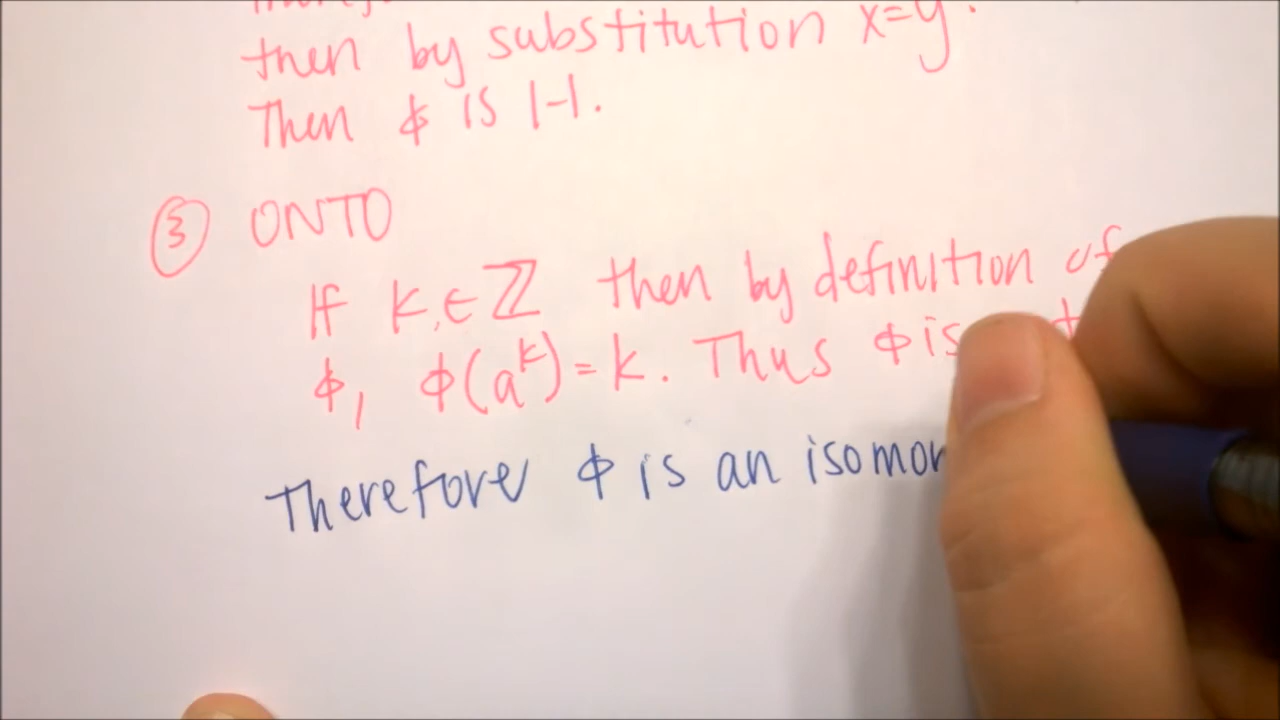 then by substitution x=y.
Then ϕ is 1-1.
③ ONTO
If k ∈ ℤ then by definition of
ϕ, ϕ(a^k) = k. Thus ϕ is
Therefore ϕ is an isomor